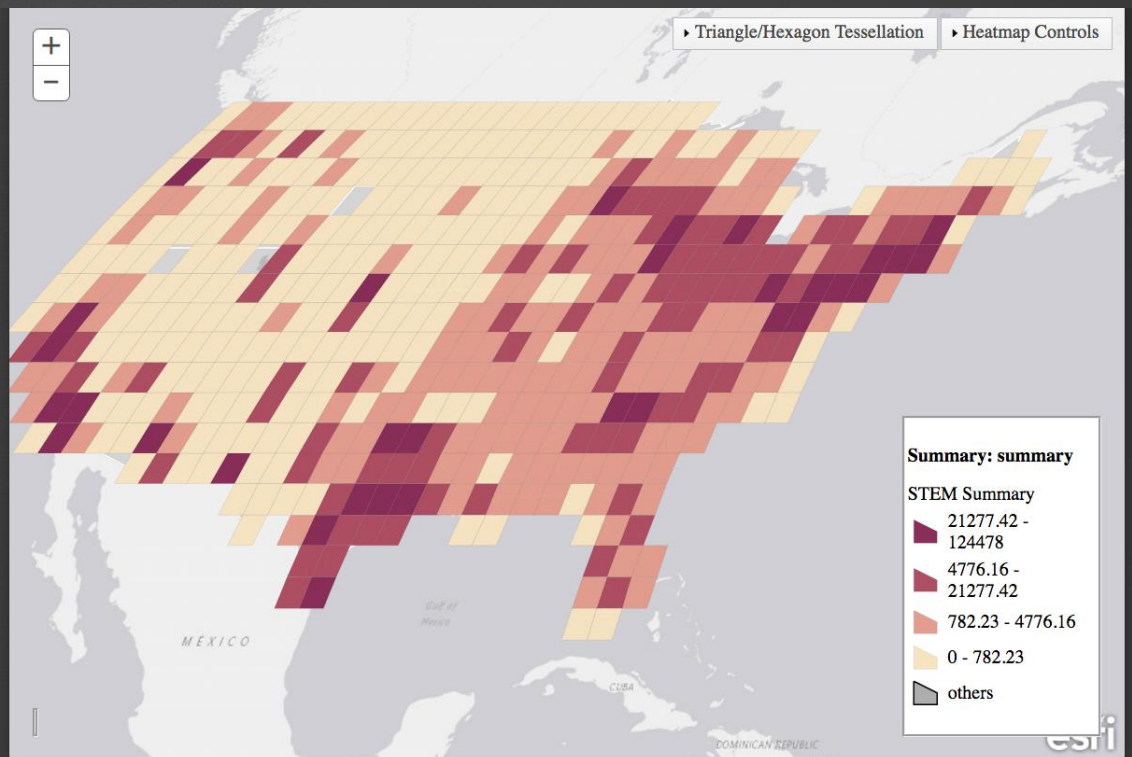 +
−
▸ Triangle/Hexagon Tessellation
▸ Heatmap Controls
Summary: summary
STEM Summary
21277.42 -
124478
4776.16 -
21277.42
782.23 - 4776.16
0 - 782.23
others
Gulf of
Mexico
MÉXICO
CUBA
DOMINICAN REPUBLIC
esri